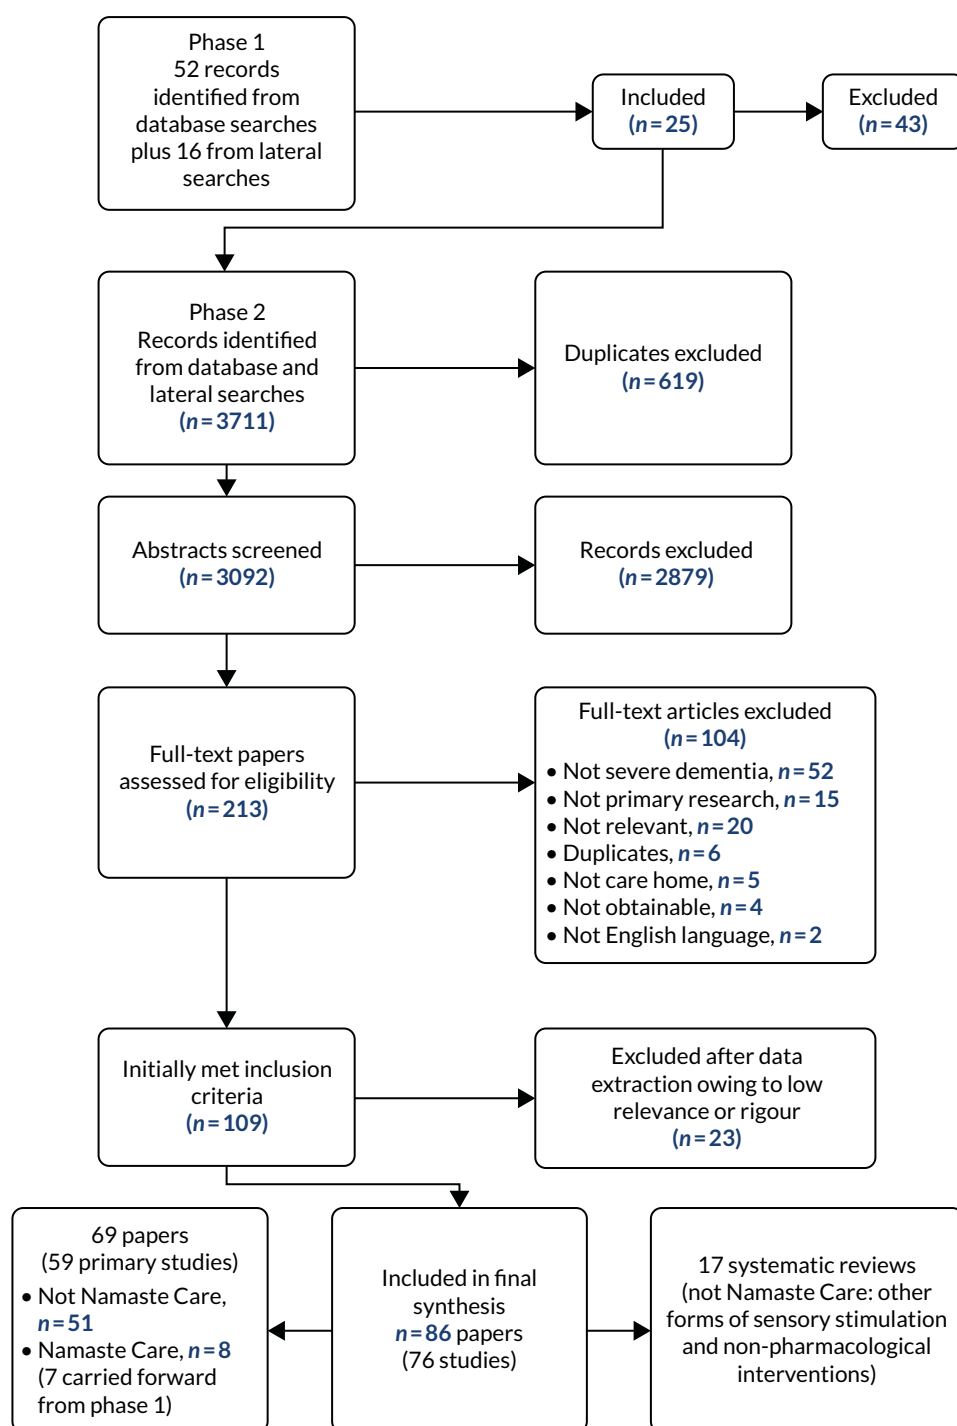 Phase 1
52 records
identified from
database searches
plus 16 from lateral
searches
Included
(n=25)
Excluded
(n=43)
Phase 2
Records identified
from database and
lateral searches
(n=3711)
Duplicates excluded
(n=619)
Abstracts screened
(n=3092)
Records excluded
(n=2879)
Full-text papers
assessed for eligibility
(n=213)
Full-text articles excluded
(n=104)
• Not severe dementia, n=52
• Not primary research, n=15
• Not relevant, n=20
• Duplicates, n=6
• Not care home, n=5
• Not obtainable, n=4
• Not English language, n=2
Initially met inclusion
criteria
(n=109)
Excluded after data
extraction owing to low
relevance or rigour
(n=23)
69 papers
(59 primary studies)
• Not Namaste Care,
n=51
• Namaste Care, n=8
(7 carried forward
from phase 1)
Included in final
synthesis
n=86 papers
(76 studies)
17 systematic reviews
(not Namaste Care: other
forms of sensory stimulation
and non-pharmacological
interventions)